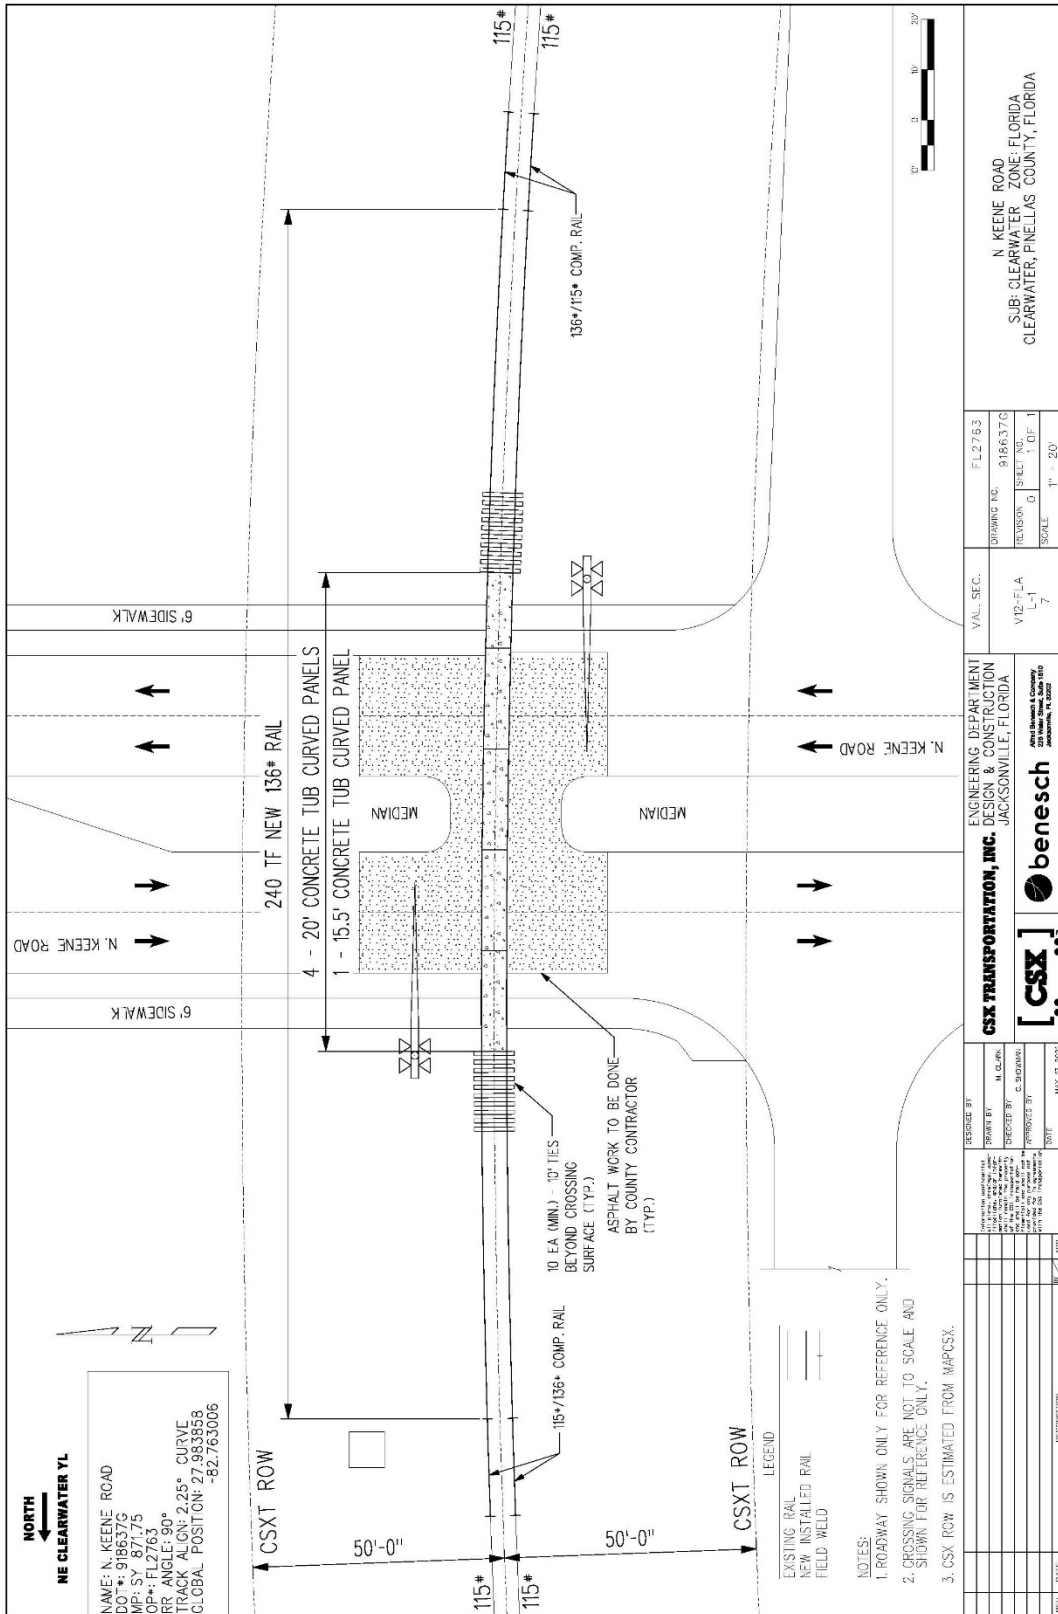 NORTH
NE CLEARWATER YL
NAME: N. KEENE ROAD
DOT#: 918637G
MP: SY 871.75
OP#: FL2763
RR ANGLE: 90°
TRACK ALIGN: 2.25° CURVE
GLOBAL POSITION: 27.983858
-82.763006
N
CSXT ROW
50'-0"
50'-0"
CSXT ROW
115#
115#
115#/136# COMP. RAIL
240 TF NEW 136# RAIL
4 - 20' CONCRETE TUB CURVED PANELS
1 - 15.5' CONCRETE TUB CURVED PANEL
6' SIDEWALK
N. KEENE ROAD
MEDIAN
6' SIDEWALK
MEDIAN
N. KEENE ROAD
10 EA (MIN.) - 10' TIES
BEYOND CROSSING
SURFACE (TYP.)
ASPHALT WORK TO BE DONE
BY COUNTY CONTRACTOR
(TYP.)
136#/115# COMP. RAIL
115#
115#
LEGEND
EXISTING RAIL
NEW INSTALLED RAIL
FIELD WELD
NOTES:
1. ROADWAY SHOWN ONLY FOR REFERENCE ONLY.
2. CROSSING SIGNALS ARE NOT TO SCALE AND
SHOWN FOR REFERENCE ONLY.
3. CSX ROW IS ESTIMATED FROM MAPCSX.
10' 0 10' 20'
DESIGNED BY
DRAWN BY
M. CLARK
CHECKED BY
C. SHOWMAN
APPROVED BY
DATE
CSX TRANSPORTATION, INC.
ENGINEERING DEPARTMENT
DESIGN & CONSTRUCTION
JACKSONVILLE, FLORIDA
[CSX]
benesch
Alfred Benesch & Company
VAL. SEC.
V12-FLA
L-1
7
FL2763
DRAWING NO.
918637G
REVISION
0
SHEET NO.
1 OF 1
SCALE
1" - 20'
N KEENE ROAD
SUB: CLEARWATER ZONE: FLORIDA
CLEARWATER, PINELLAS COUNTY, FLORIDA